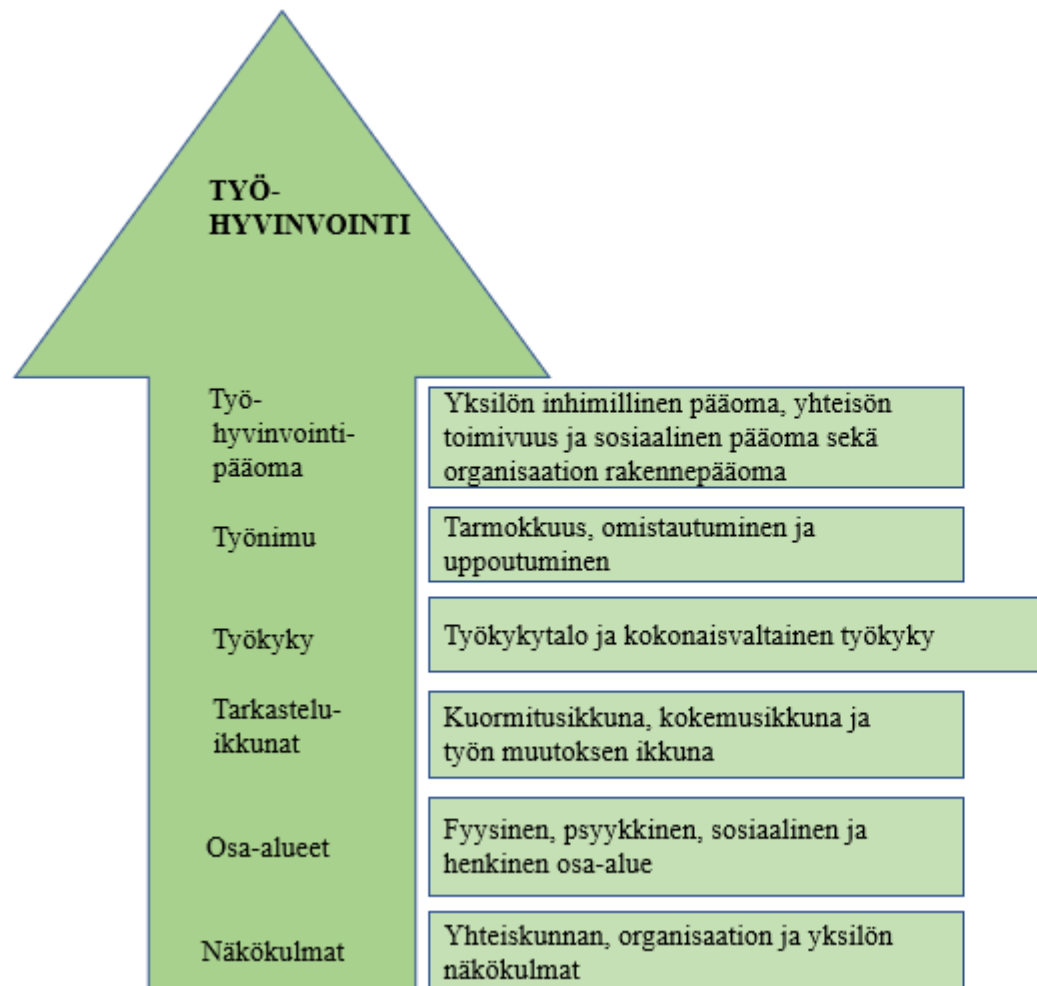 TYÖ-
HYVINVOINTI
Työ-
hyvinvointi-
pääoma
Yksilön inhimillinen pääoma, yhteisön
toimivuus ja sosiaalinen pääoma sekä
organisaation rakennepääoma
Työnimu
Tarmokkuus, omistautuminen ja
uppoutuminen
Työkyky
Työkykytalo ja kokonaisvaltainen työkyky
Tarkastelu-
ikkunat
Kuormitusikkuna, kokemusikkuna ja
työn muutoksen ikkuna
Osa-alueet
Fyysinen, psyykkinen, sosiaalinen ja
henkinen osa-alue
Näkökulmat
Yhteiskunnan, organisaation ja yksilön
näkökulmat